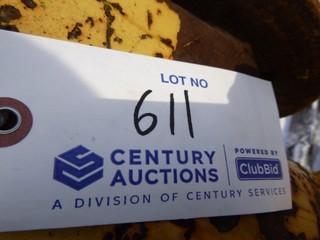 LOT NO
611
CENTURY AUCTIONS
POWERED BY
ClubBid
A DIVISION OF CENTURY SERVICES